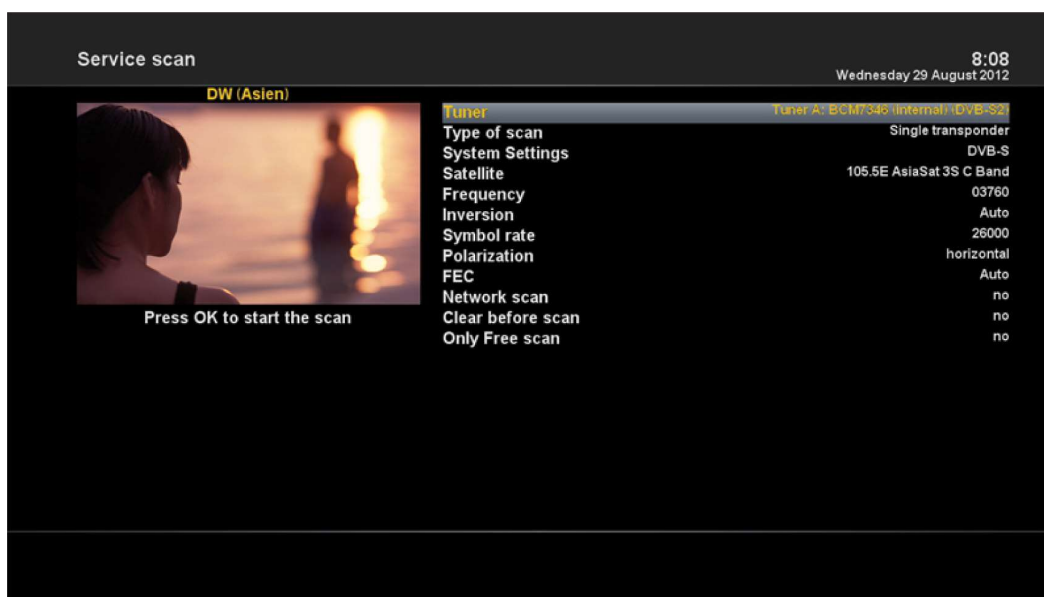 Service scan
8:08
Wednesday 29 August 2012
DW (Asien)
Tuner Tuner A: BCM7346 (internal) (DVB-S2)
Type of scan Single transponder
System Settings DVB-S
Satellite 105.5E AsiaSat 3S C Band
Frequency 03760
Inversion Auto
Symbol rate 26000
Polarization horizontal
FEC Auto
Network scan no
Clear before scan no
Only Free scan no
Press OK to start the scan